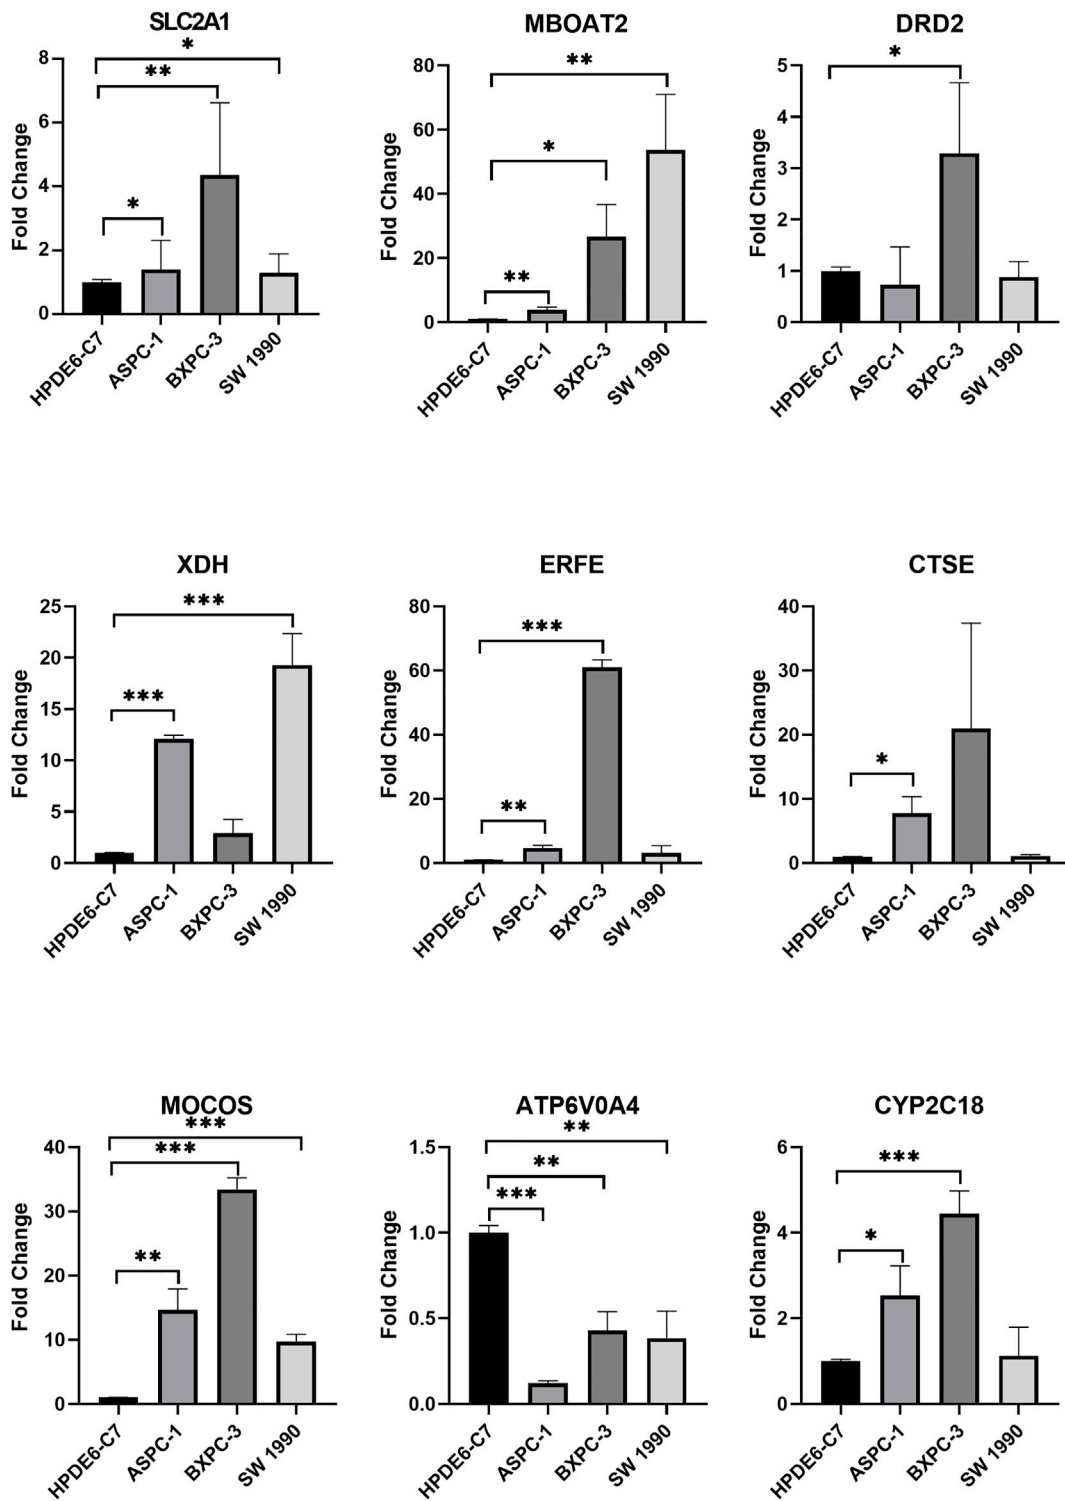 SLC2A1
*
**
*
8
6
4
2
0
Fold Change
HPDE6-C7
ASPC-1
BXPC-3
SW 1990
MBOAT2
**
*
**
80
60
40
20
0
Fold Change
HPDE6-C7
ASPC-1
BXPC-3
SW 1990
DRD2
*
5
4
3
2
1
0
Fold Change
HPDE6-C7
ASPC-1
BXPC-3
SW 1990
XDH
***
***
25
20
15
10
5
0
Fold Change
HPDE6-C7
ASPC-1
BXPC-3
SW 1990
ERFE
***
**
80
60
40
20
0
Fold Change
HPDE6-C7
ASPC-1
BXPC-3
SW 1990
CTSE
*
40
30
20
10
0
Fold Change
HPDE6-C7
ASPC-1
BXPC-3
SW 1990
MOCOS
***
***
**
40
30
20
10
0
Fold Change
HPDE6-C7
ASPC-1
BXPC-3
SW 1990
ATP6V0A4
**
**
***
1.5
1.0
0.5
0.0
Fold Change
HPDE6-C7
ASPC-1
BXPC-3
SW 1990
CYP2C18
***
*
6
4
2
0
Fold Change
HPDE6-C7
ASPC-1
BXPC-3
SW 1990